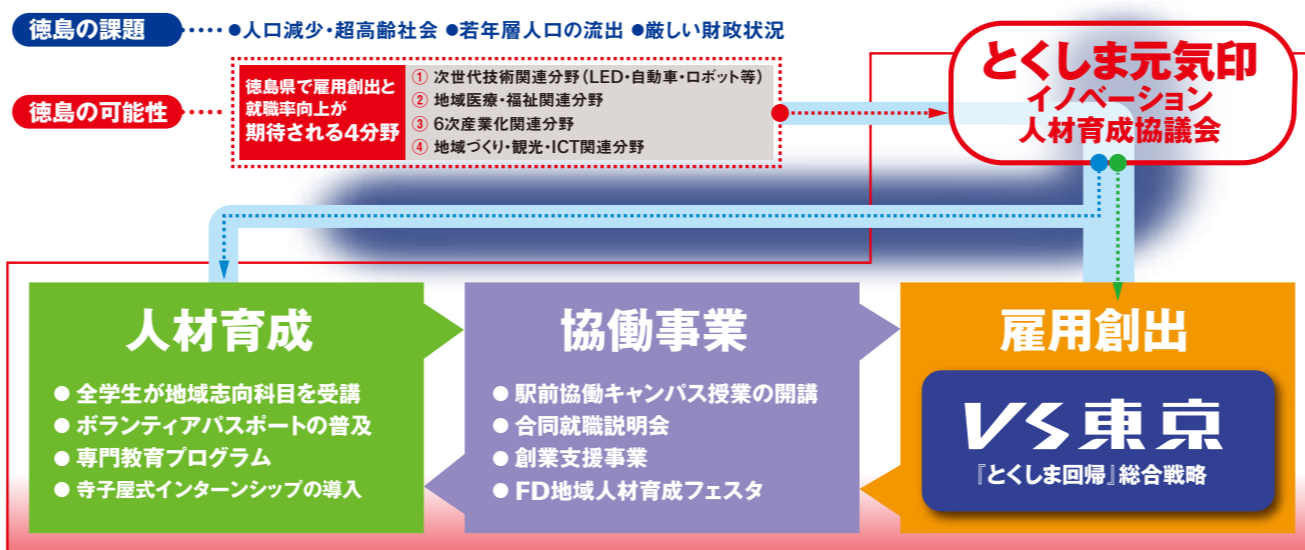 徳島の課題 ●人口減少・超高齢社会 ●若年層人口の流出 ●厳しい財政状況
徳島の可能性
徳島県で雇用創出と
就職率向上が
期待される4分野
① 次世代技術関連分野(LED・自動車・ロボット等)
② 地域医療・福祉関連分野
③ 6次産業化関連分野
④ 地域づくり・観光・ICT関連分野
とくしま元気印
イノベーション
人材育成協議会
人材育成
● 全学生が地域志向科目を受講
● ボランティアパスポートの普及
● 専門教育プログラム
● 寺子屋式インターンシップの導入
協働事業
● 駅前協働キャンパス授業の開講
● 合同就職説明会
● 創業支援事業
● FD地域人材育成フェスタ
雇用創出
VS東京
『とくしま回帰』総合戦略